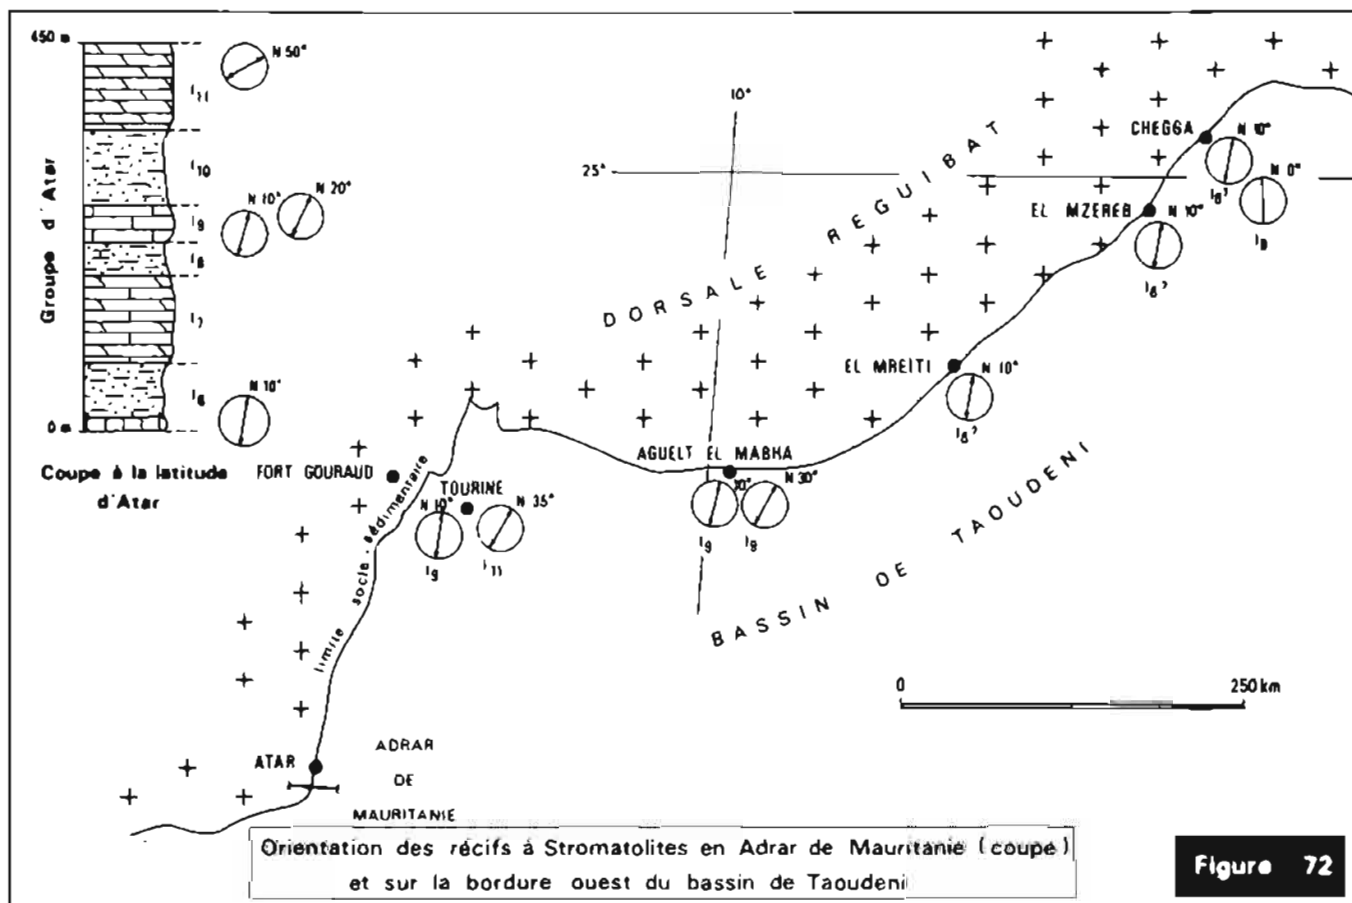 450 m
N 50°
I11
I10
N 10°
N 20°
I9
I8
I7
N 10°
I6
0 m
Groupe d'Atar
Coupe à la latitude
d'Atar
10°
25°
DORSALE REGUIBAT
CHEGGA
N 10°
N 0°
EL MZEREB
N 10°
I6?
EL MREITI
N 10°
I6?
AGUELT EL MABHA
10°
N 30°
I9
I9
FORT GOURAUD
TOURINE
N 10°
N 35°
I9
I11
limite socle-sédimentaire
BASSIN DE TAOUDENI
0
250 km
ATAR
ADRAR
DE
MAURITANIE
Orientation des récifs à Stromatolites en Adrar de Mauritanie (coupe)
et sur la bordure ouest du bassin de Taoudeni
Figure 72